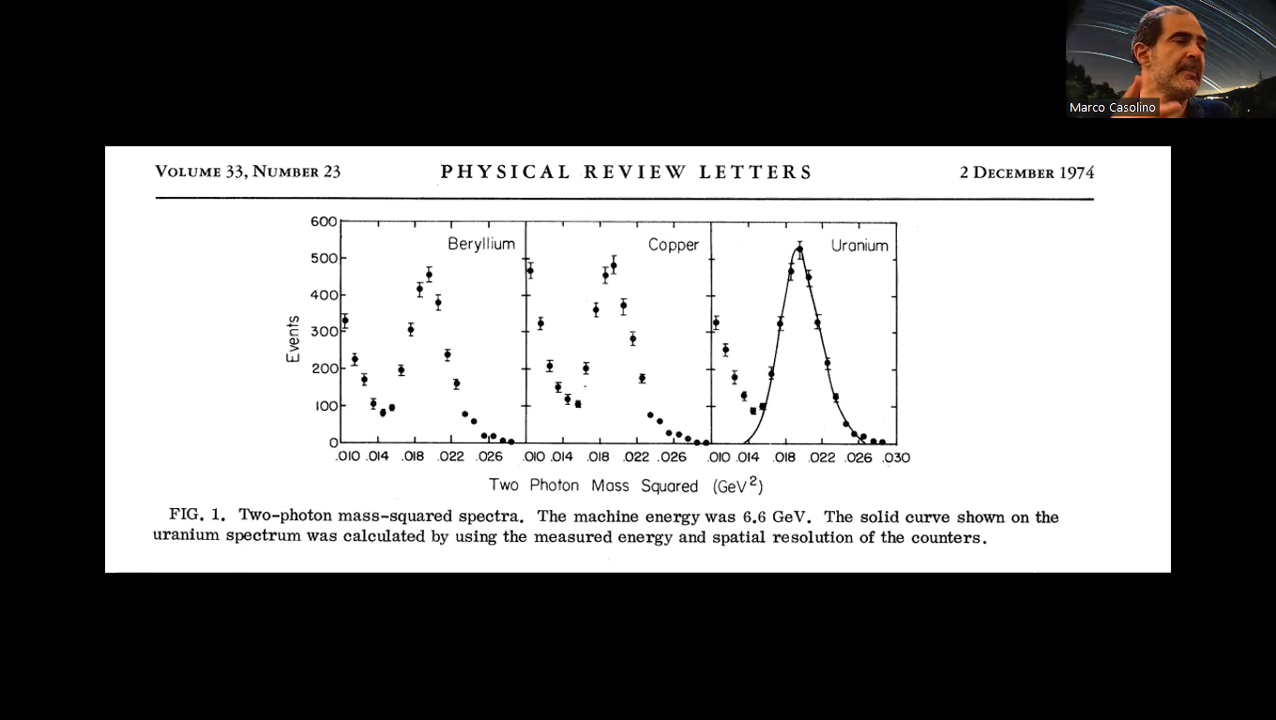 Marco Casolino
VOLUME 33, NUMBER 23 PHYSICAL REVIEW LETTERS 2 DECEMBER 1974
600
500
400
300
200
100
0
Events
Beryllium Copper Uranium
.010 .014 .018 .022 .026 .010 .014 .018 .022 .026 .010 .014 .018 .022 .026 .030
Two Photon Mass Squared (GeV²)
FIG. 1. Two-photon mass-squared spectra. The machine energy was 6.6 GeV. The solid curve shown on the
uranium spectrum was calculated by using the measured energy and spatial resolution of the counters.